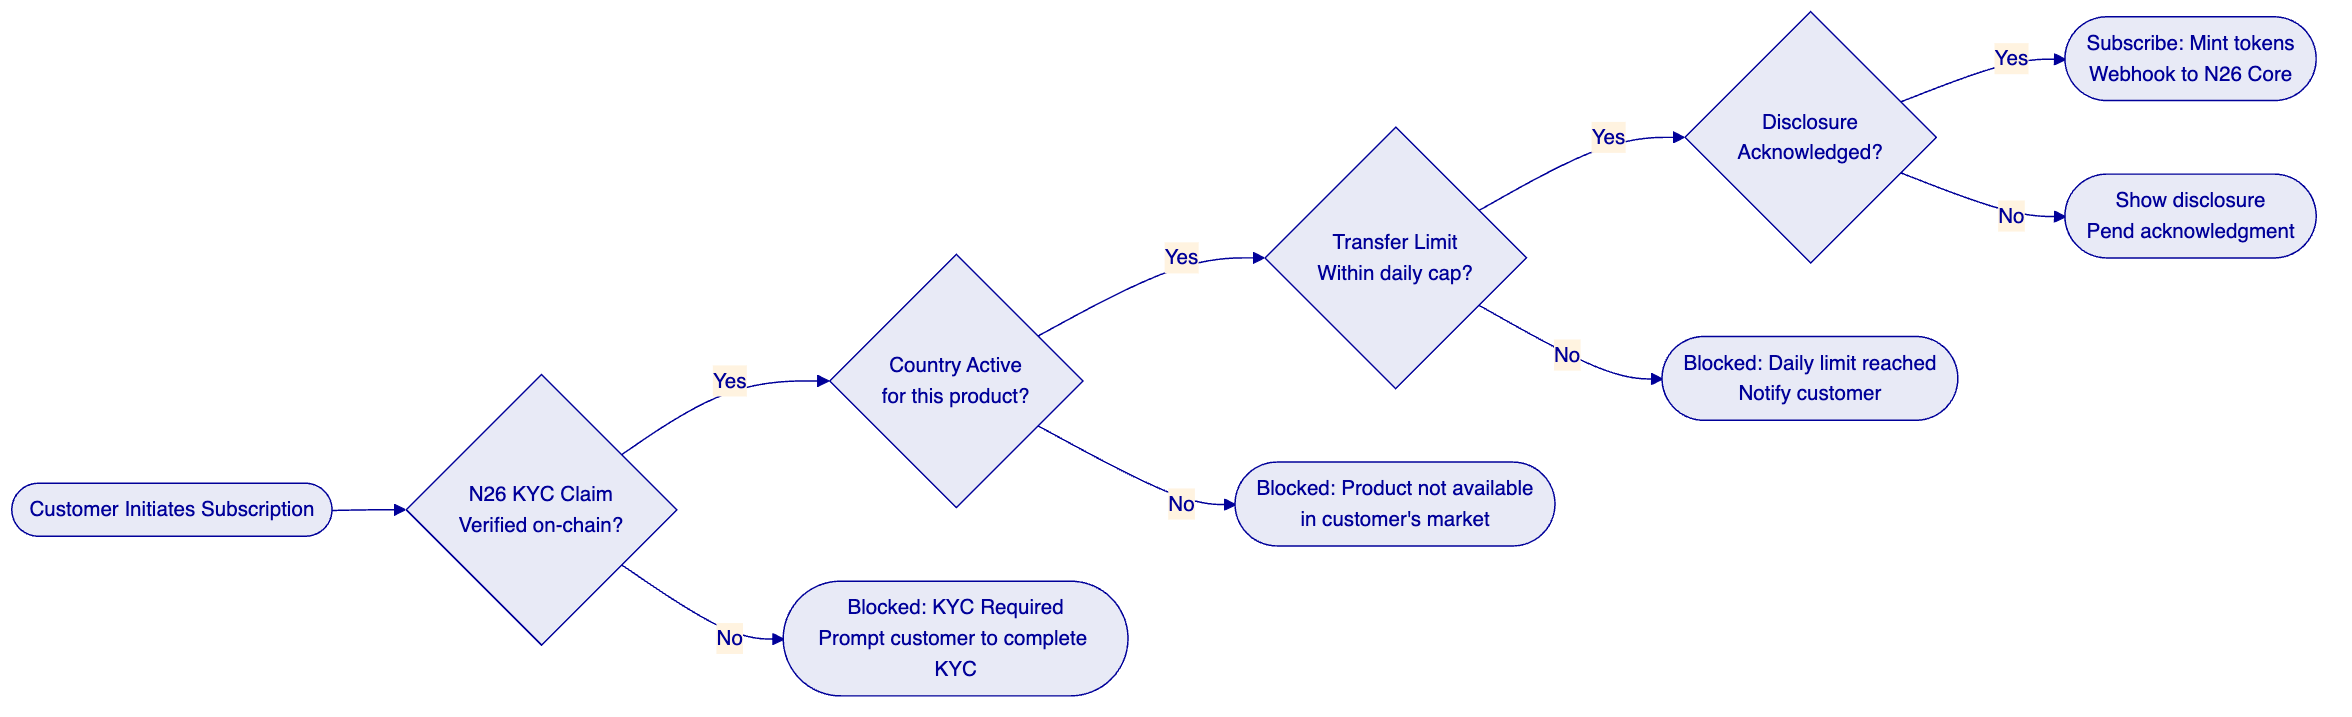 Customer Initiates Subscription
N26 KYC Claim
Verified on-chain?
Yes
No
Blocked: KYC Required
Prompt customer to complete
KYC
Country Active
for this product?
Yes
No
Blocked: Product not available
in customer's market
Transfer Limit
Within daily cap?
Yes
No
Blocked: Daily limit reached
Notify customer
Disclosure
Acknowledged?
Yes
No
Subscribe: Mint tokens
Webhook to N26 Core
Show disclosure
Pend acknowledgment